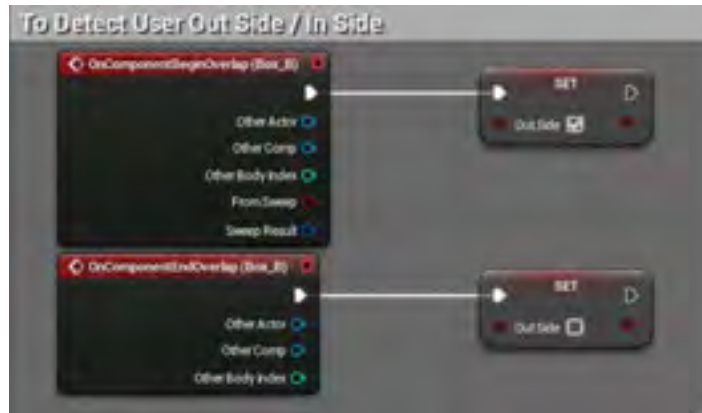 To Detect User Out Side / In Side
OnComponentBeginOverlap (Box_B)
SET
Other Actor
Out Side
Other Comp
Other Body Index
From Sweep
Sweep Result
OnComponentEndOverlap (Box_B)
SET
Other Actor
Out Side
Other Comp
Other Body Index